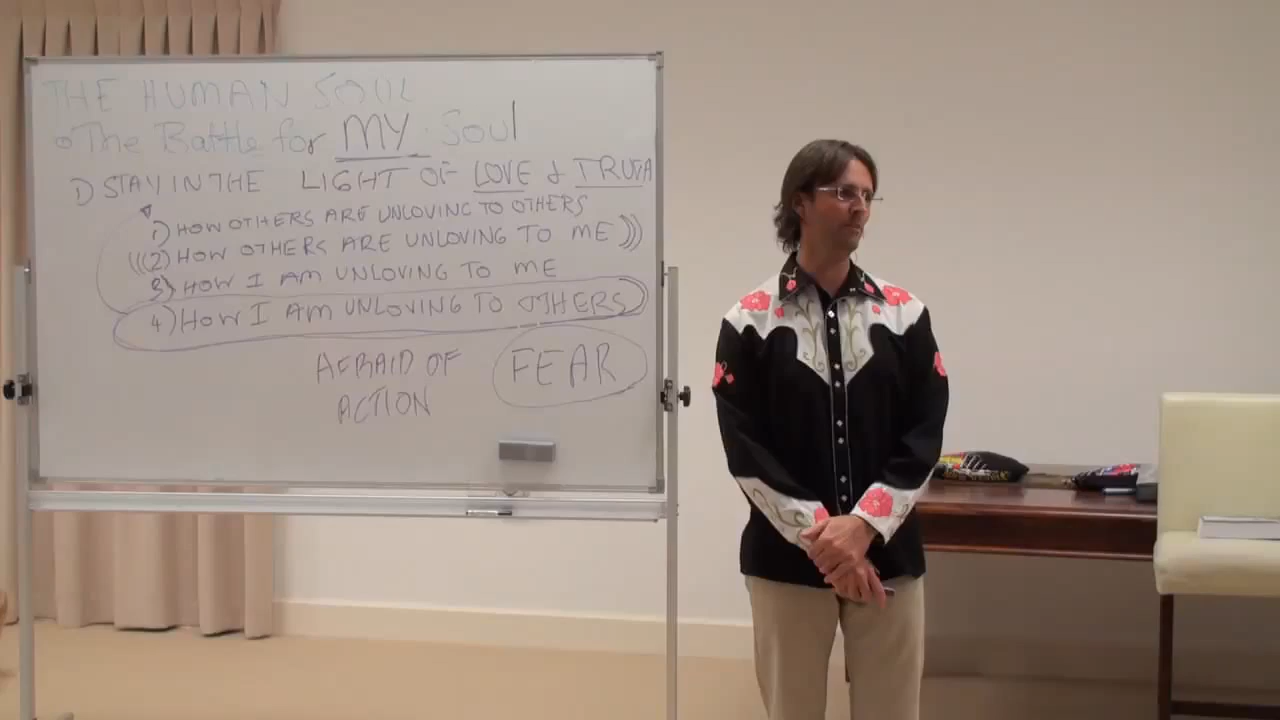 THE HUMAN SOUL
The Battle for MY Soul
1) STAY IN THE LIGHT OF LOVE & TRUTH
1) HOW OTHERS ARE UNLOVING TO OTHERS
(((2) HOW OTHERS ARE UNLOVING TO ME)))
3) HOW I AM UNLOVING TO ME
4) HOW I AM UNLOVING TO OTHERS
AFRAID OF
ACTION
FEAR